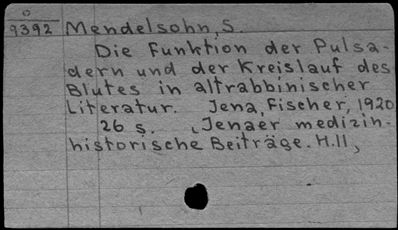 O
9392 Mendelsohn, S.
Die Funktion der Pulsa-
dern und der Kreislauf des
Blutes in altrabbinischer
Literatur. Jena, Fischer, 1920
26 s. (Jenaer medizin-
historische Beiträge. H.11,